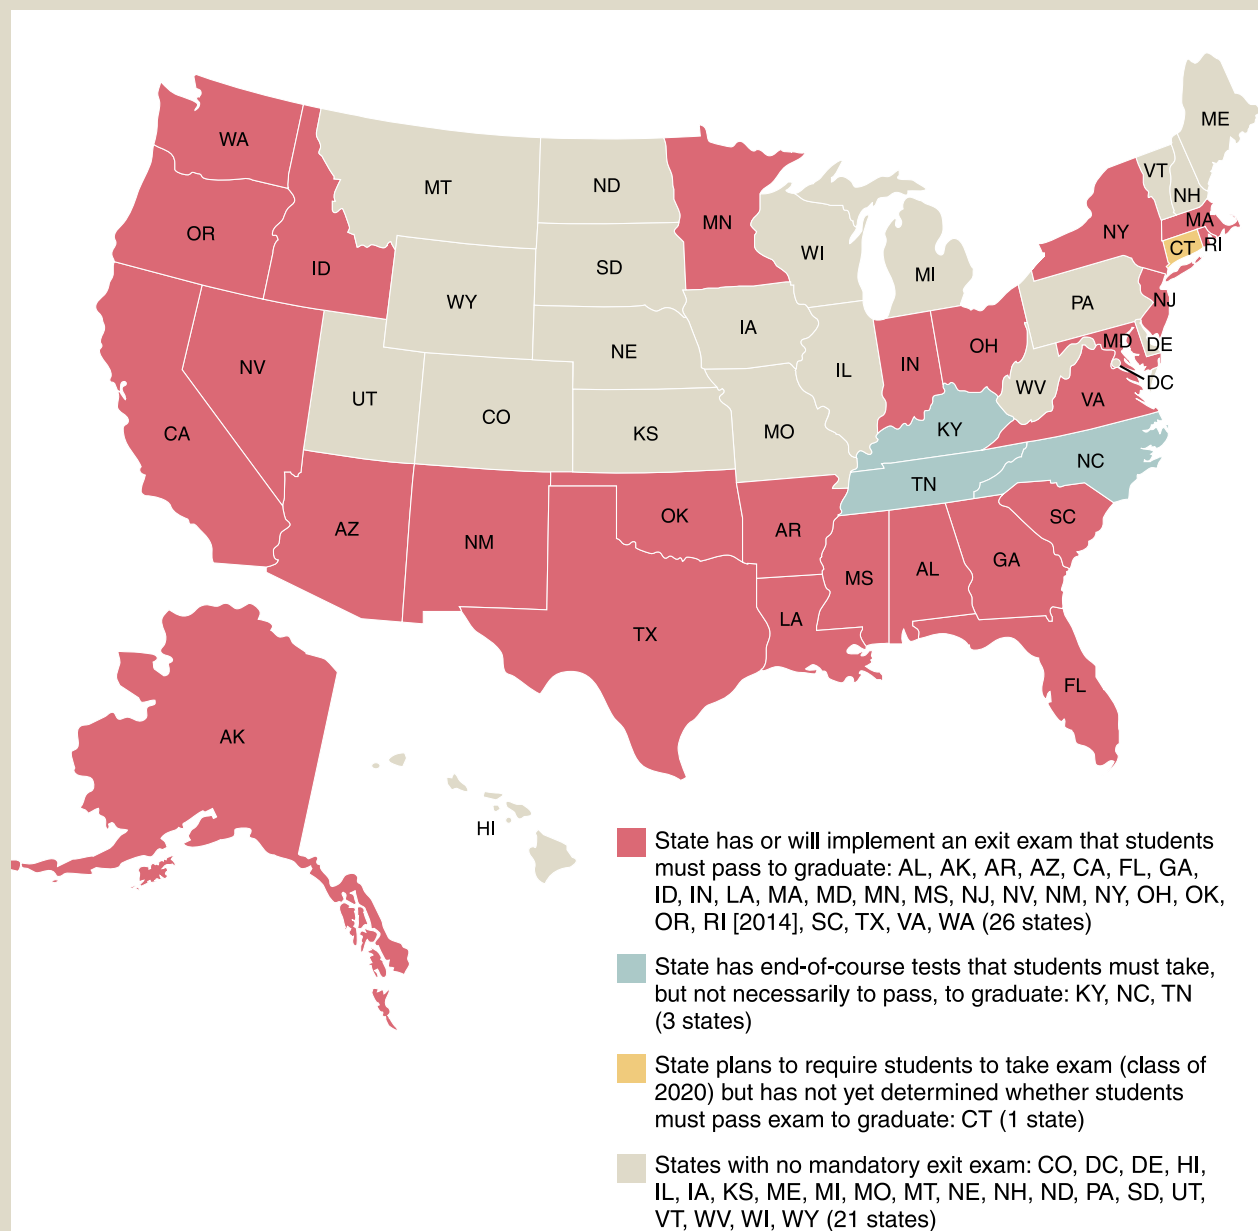 ME
WA
VT
MT
ND
NH
MN
MA
OR
NY
CT
RI
WI
ID
SD
MI
WY
PA
NJ
IA
MD
DE
OH
NE
IN
NV
IL
DC
UT
WV
VA
CO
KY
CA
KS
MO
NC
TN
OK
SC
AZ
AR
NM
GA
AL
MS
LA
TX
FL
AK
HI
State has or will implement an exit exam that students
must pass to graduate: AL, AK, AR, AZ, CA, FL, GA,
ID, IN, LA, MA, MD, MN, MS, NJ, NV, NM, NY, OH, OK,
OR, RI [2014], SC, TX, VA, WA (26 states)
State has end-of-course tests that students must take,
but not necessarily to pass, to graduate: KY, NC, TN
(3 states)
State plans to require students to take exam (class of
2020) but has not yet determined whether students
must pass exam to graduate: CT (1 state)
States with no mandatory exit exam: CO, DC, DE, HI,
IL, IA, KS, ME, MI, MO, MT, NE, NH, ND, PA, SD, UT,
VT, WV, WI, WY (21 states)